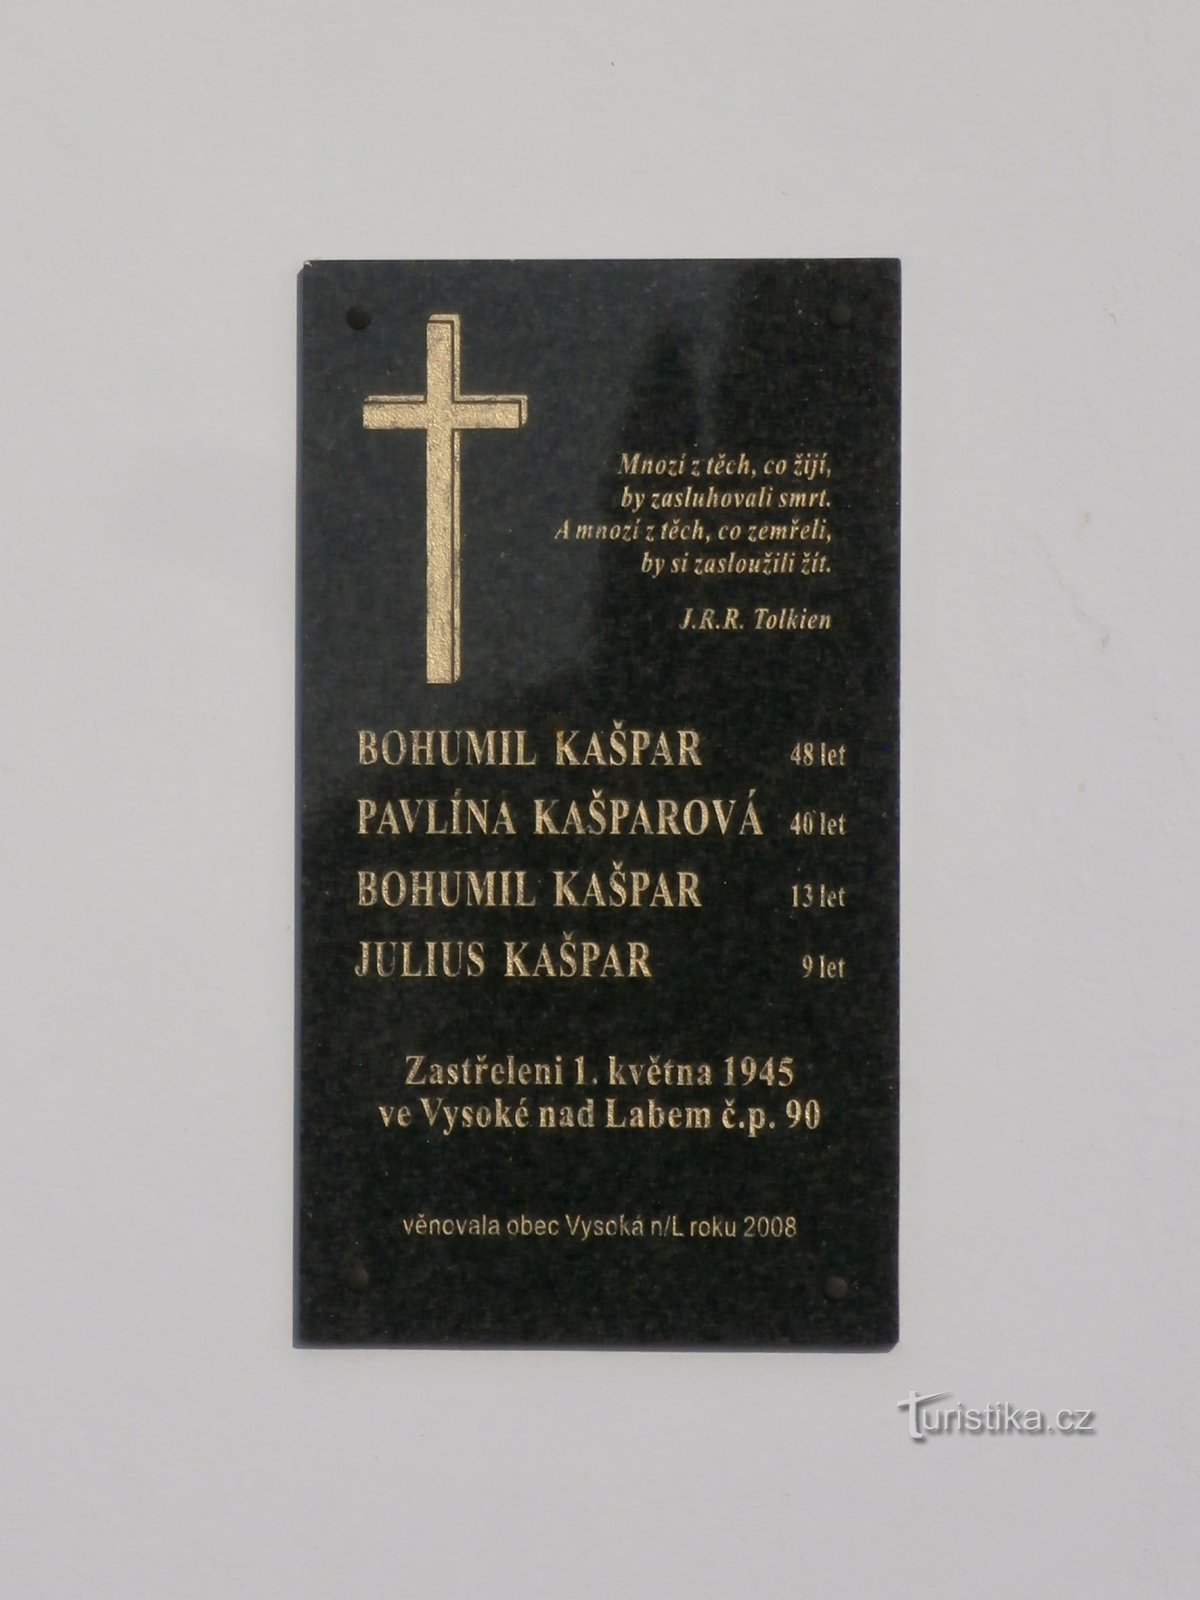 Mnozí z těch, co žijí,
by zasluhovali smrt.
A mnozí z těch, co zemřeli,
by si zasloužili žít.
J.R.R. Tolkien
BOHUMIL KAŠPAR 48 let
PAVLÍNA KAŠPAROVÁ 40 let
BOHUMIL KAŠPAR 13 let
JULIUS KAŠPAR 9 let
Zastřeleni 1. května 1945
ve Vysoké nad Labem č.p. 90
věnovala obec Vysoká n/L roku 2008
Turistika.cz